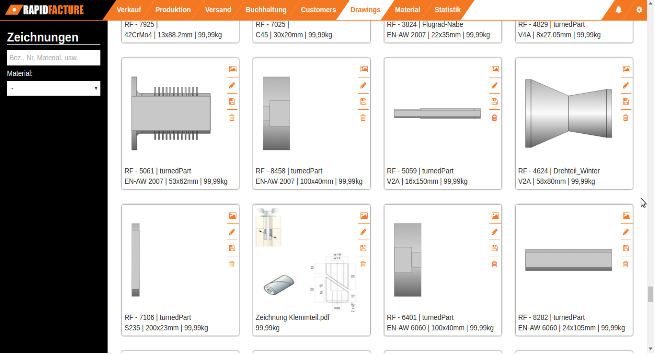 RAPIDFACTURE
Verkauf Produktion Versand Buchhaltung Customers Drawings Material Statistik
Zeichnungen
Bez., Nr, Material, usw.
Material:
-
RF - 7925 |
42CrMo4 | 13x88.2mm | 99,99kg
RF - 7025 |
C45 | 30x20mm | 99,99kg
RF - 3824 | Flugrad-Nabe
EN-AW 2007 | 22x35mm | 99,99kg
RF - 4829 | turnedPart
V4A | 8x27.05mm | 99,99kg
RF - 5061 | turnedPart
EN-AW 2007 | 53x62mm | 99,99kg
RF - 8458 | turnedPart
EN-AW 2007 | 100x40mm | 99,99kg
RF - 5059 | turnedPart
V2A | 16x150mm | 99,99kg
RF - 4624 | Drehteil_Winter
V2A | 58x80mm | 99,99kg
RF - 7106 | turnedPart
S235 | 200x23mm | 99,99kg
Zeichnung Klemmteil.pdf
99,99kg
RF - 6401 | turnedPart
EN-AW 6060 | 100x40mm | 99,99kg
RF - 8282 | turnedPart
EN-AW 6060 | 24x105mm | 99,99kg